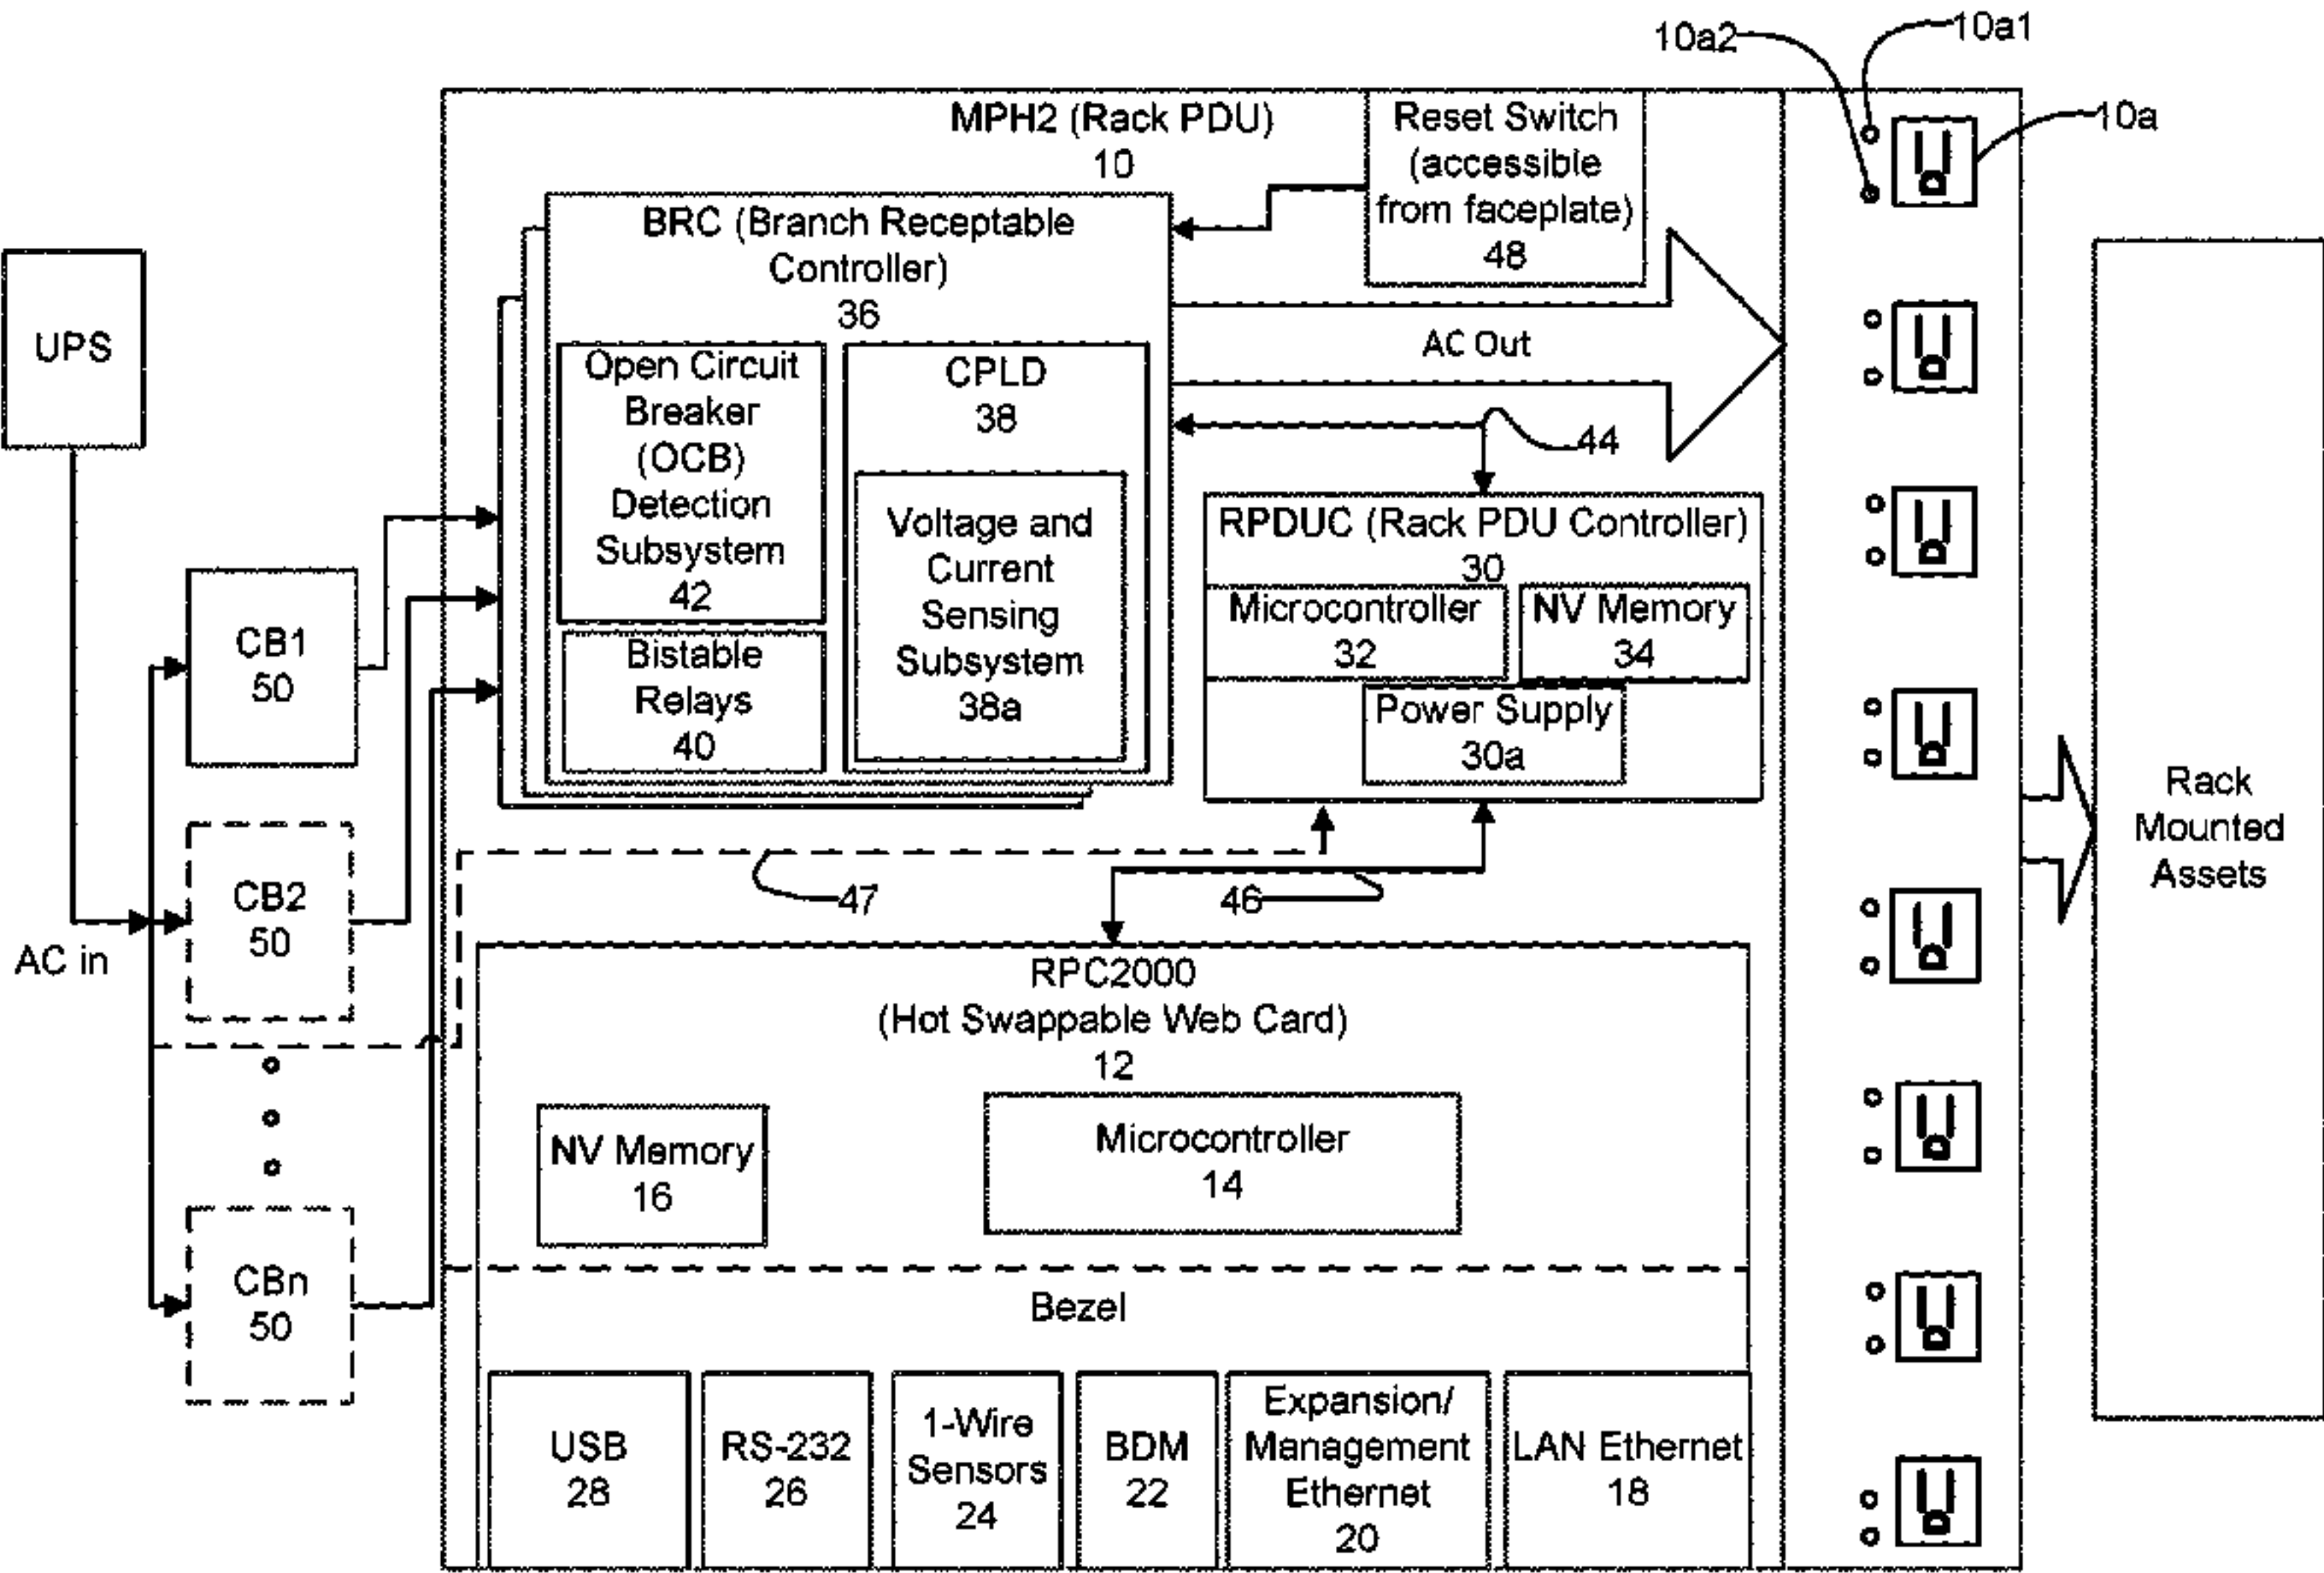 10a2
10a1
10a
MPH2 (Rack PDU)
10
Reset Switch
(accessible
from faceplate)
48
BRC (Branch Receptable
Controller)
36
UPS
Open Circuit
Breaker
(OCB)
Detection
Subsystem
42
CPLD
38
AC Out
44
Voltage and
Current
Sensing
Subsystem
38a
Bistable
Relays
40
RPDUC (Rack PDU Controller)
30
Microcontroller
32
NV Memory
34
Power Supply
30a
CB1
50
CB2
50
AC in
CBn
50
47
46
Rack
Mounted
Assets
RPC2000
(Hot Swappable Web Card)
12
NV Memory
16
Microcontroller
14
Bezel
USB
28
RS-232
26
1-Wire
Sensors
24
BDM
22
Expansion/
Management
Ethernet
20
LAN Ethernet
18